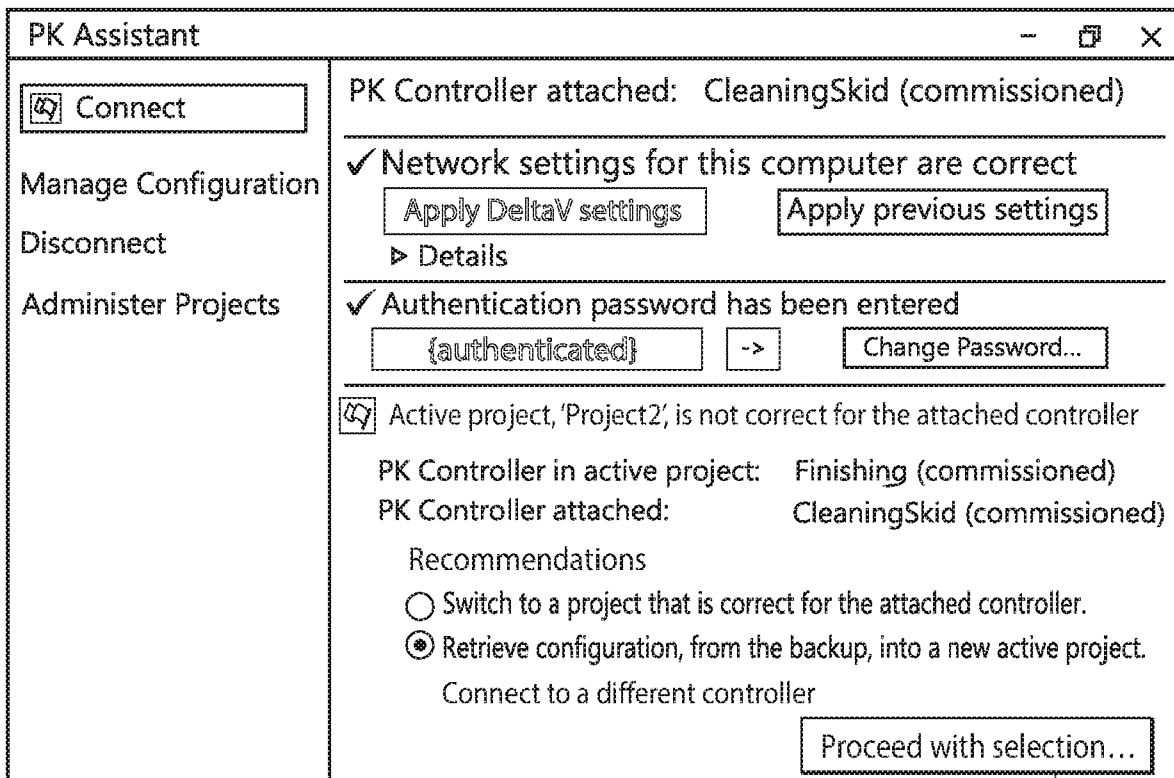 PK Assistant
Connect
Manage Configuration
Disconnect
Administer Projects
PK Controller attached: CleaningSkid (commissioned)
✓ Network settings for this computer are correct
Apply DeltaV settings Apply previous settings
Details
✓ Authentication password has been entered
{authenticated} -> Change Password...
Active project, 'Project2', is not correct for the attached controller
PK Controller in active project: Finishing (commissioned)
PK Controller attached: CleaningSkid (commissioned)
Recommendations
Switch to a project that is correct for the attached controller.
Retrieve configuration, from the backup, into a new active project.
Connect to a different controller
Proceed with selection...